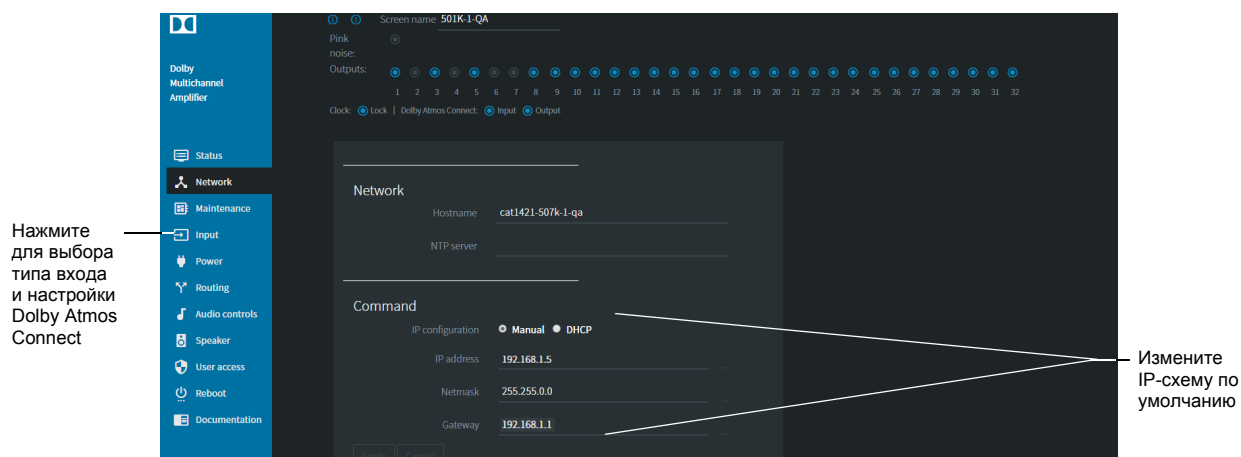 Screen name 501K-1-QA
Pink
noise:
Outputs:
1 2 3 4 5 6 7 8 9 10 11 12 13 14 15 16 17 18 19 20 21 22 23 24 25 26 27 28 29 30 31 32
Clock: Lock | Dolby Atmos Connect: Input Output
Dolby
Multichannel
Amplifier
Status
Network
Maintenance
Input
Power
Routing
Audio controls
Speaker
User access
Reboot
Documentation
Network
Hostname cat1421-507k-1-qa
NTP server
Command
IP configuration Manual DHCP
IP address 192.168.1.5
Netmask 255.255.0.0
Gateway 192.168.1.1
Apply Cancel
Нажмите
для выбора
типа входа
и настройки
Dolby Atmos
Connect
Измените
IP-схему по
умолчанию